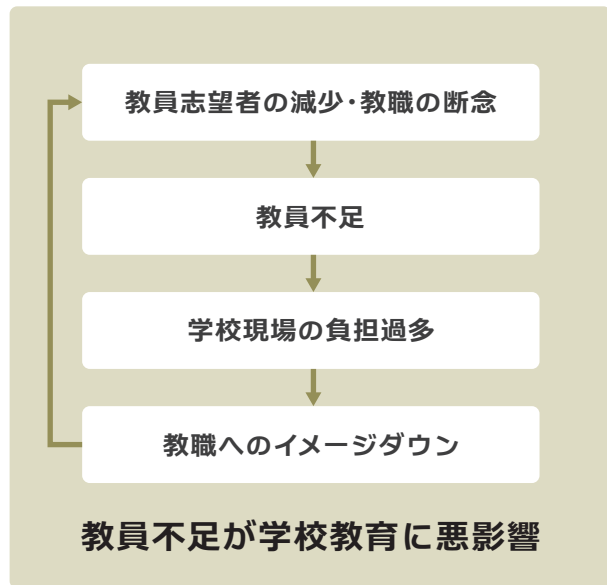 教員志望者の減少・教職の断念
教員不足
学校現場の負担過多
教職へのイメージダウン
教員不足が学校教育に悪影響